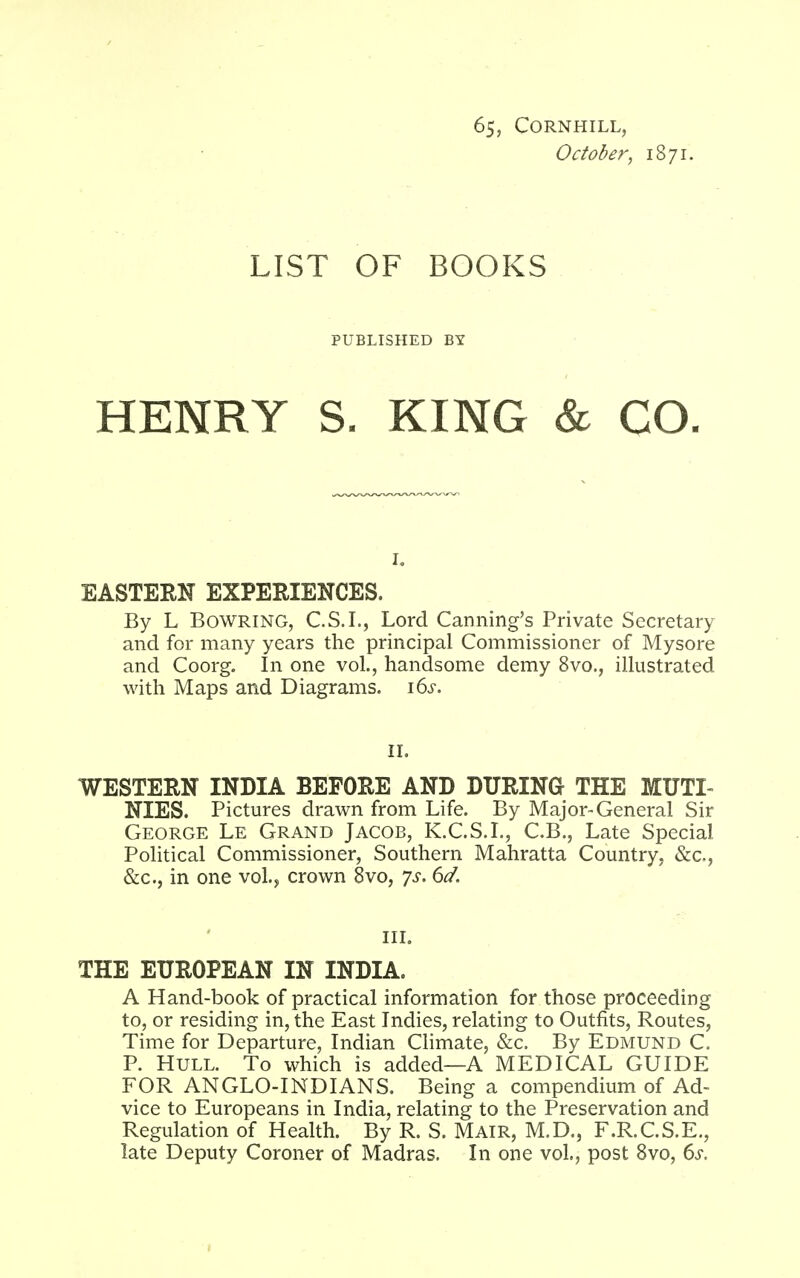 65, CORNHILL,
October, 1871.
LIST OF BOOKS
PUBLISHED BY
HENRY S. KING & CO.
I.
EASTERN EXPERIENCES.
By L BOWRING, C.S.I., Lord Canning's Private Secretary
and for many years the principal Commissioner of Mysore
and Coorg. In one vol., handsome demy 8vo., illustrated
with Maps and Diagrams. 16s.
II.
WESTERN INDIA BEFORE AND DURING THE MUTI-
NIES. Pictures drawn from Life. By Major-General Sir
GEORGE LE GRAND JACOB, K.C.S.I., C.B., Late Special
Political Commissioner, Southern Mahratta Country, &c.,
&c., in one vol., crown 8vo, 7s. 6d.
III.
THE EUROPEAN IN INDIA.
A Hand-book of practical information for those proceeding
to, or residing in, the East Indies, relating to Outfits, Routes,
Time for Departure, Indian Climate, &c. By EDMUND C.
P. HULL. To which is added—A MEDICAL GUIDE
FOR ANGLO-INDIANS. Being a compendium of Ad-
vice to Europeans in India, relating to the Preservation and
Regulation of Health. By R. S. MAIR, M.D., F.R.C.S.E.,
late Deputy Coroner of Madras. In one vol., post 8vo, 6s.